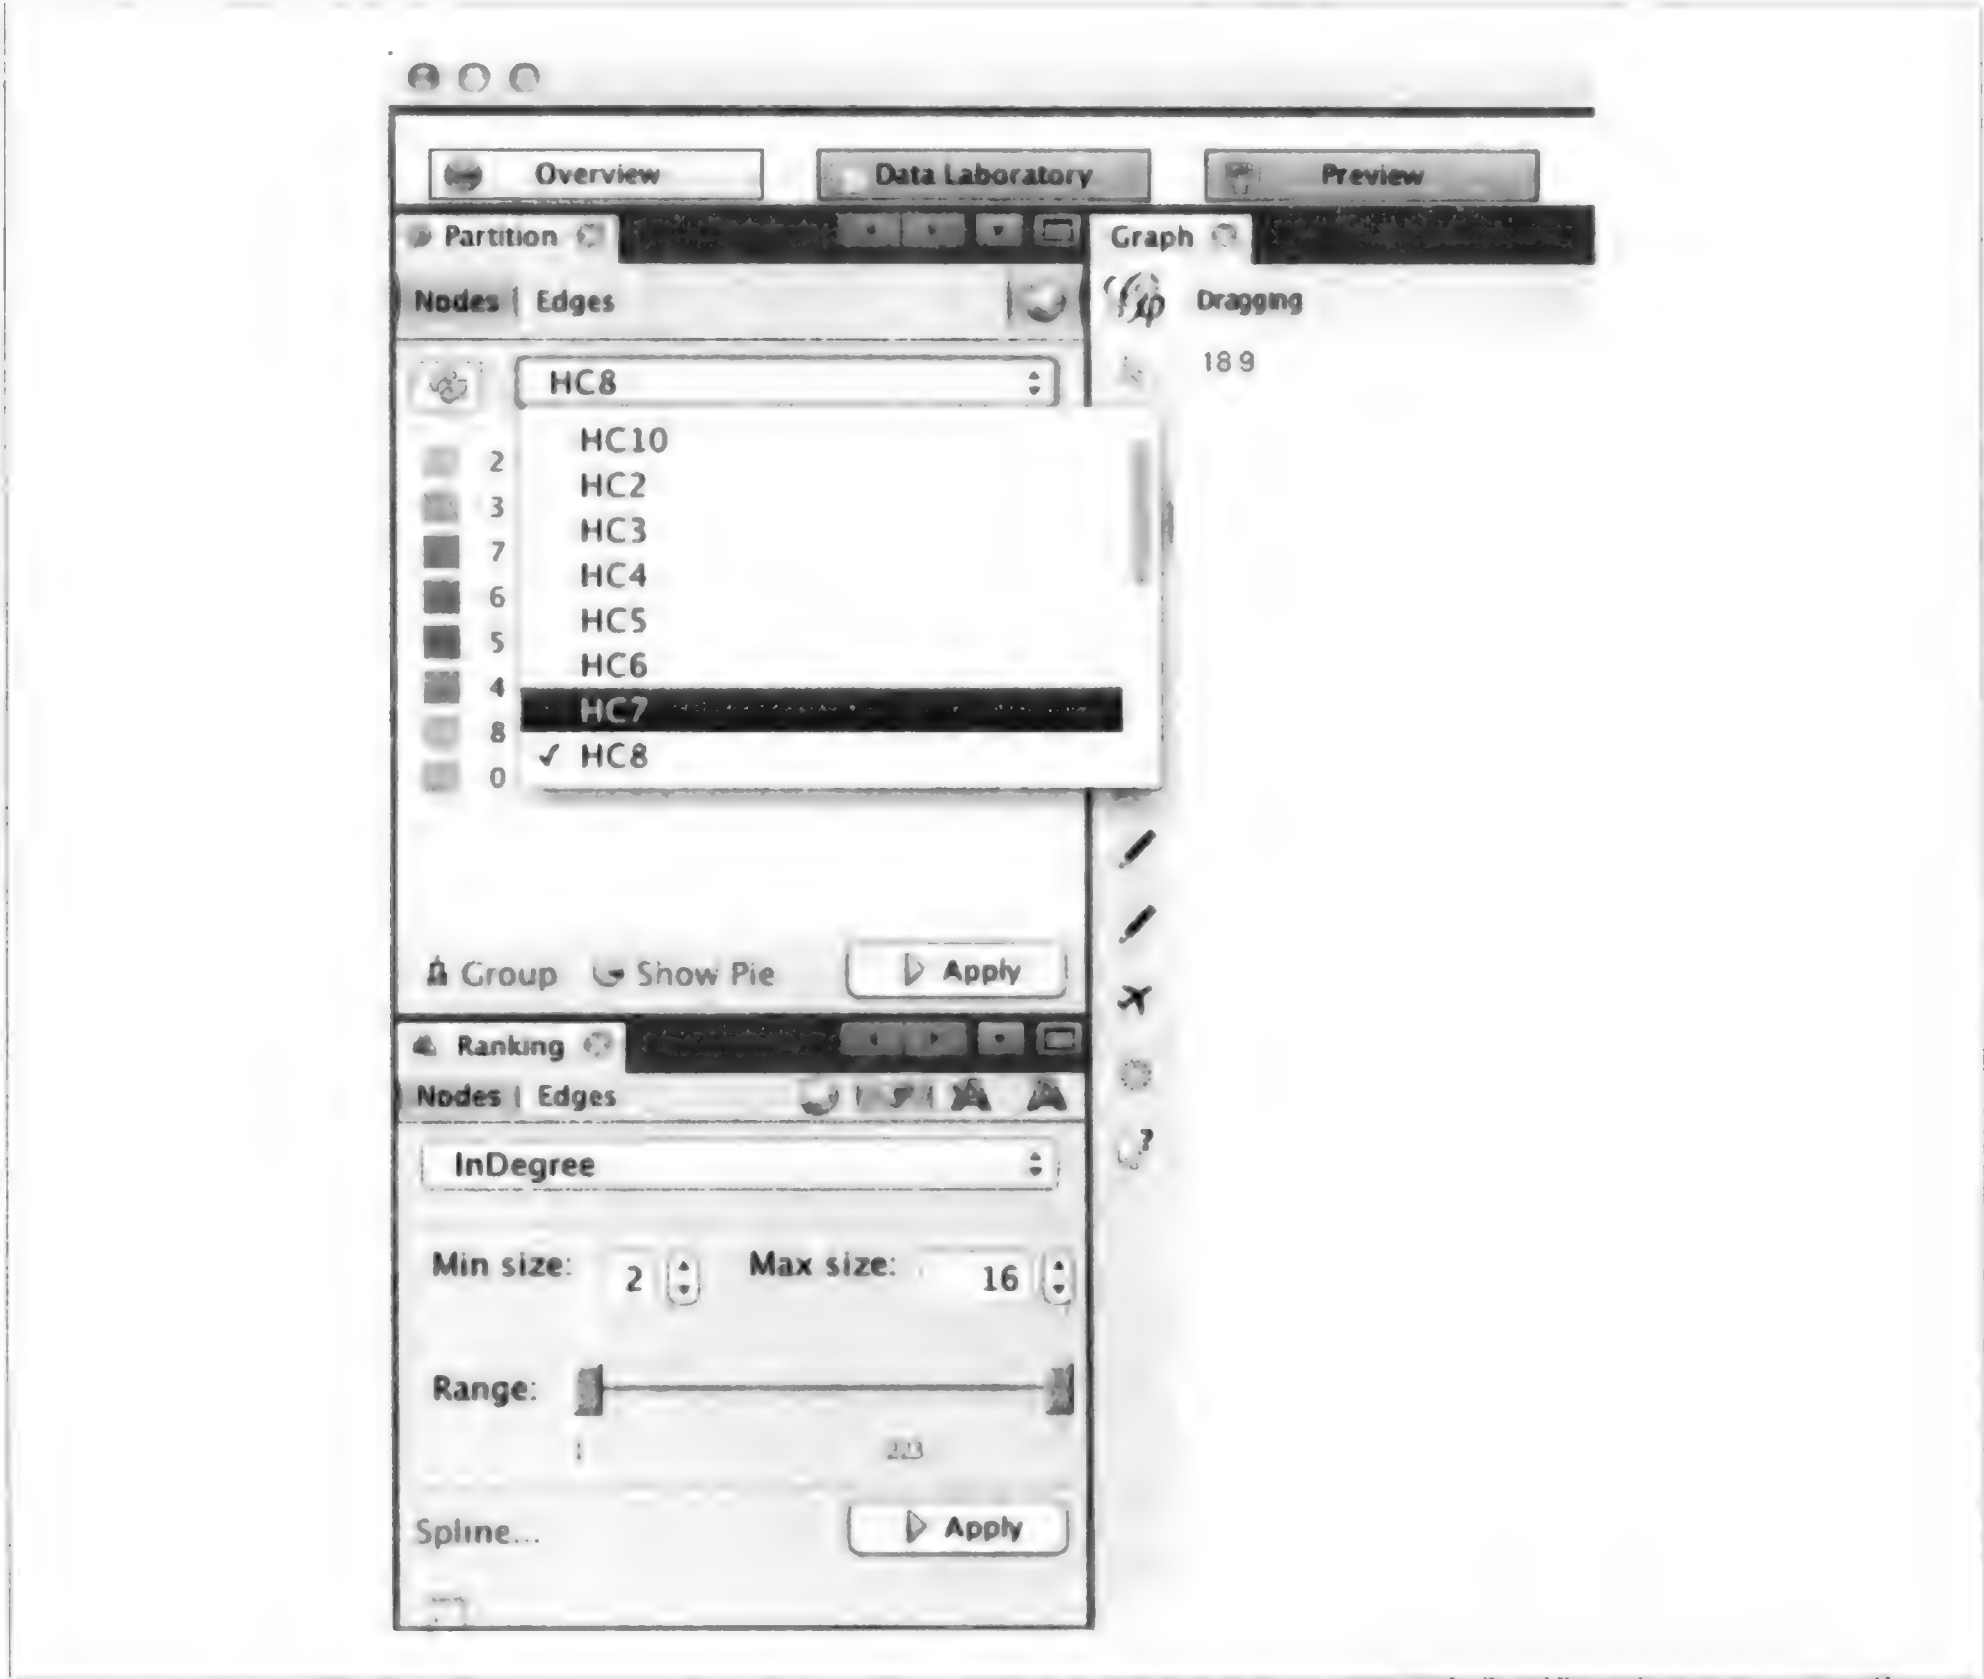 Overview Data Laboratory Preview
Partition Graph
Nodes Edges Dragging
HC8 18 9
HC10
2
HC2
3
HC3
7
HC4
6
HC5
5
HC6
4
HC7
8
✓ HC8
0
Group Show Pie Apply
Ranking
Nodes Edges
InDegree
?
Min size: 2 Max size: 16
Range:
1 223
Spline... Apply